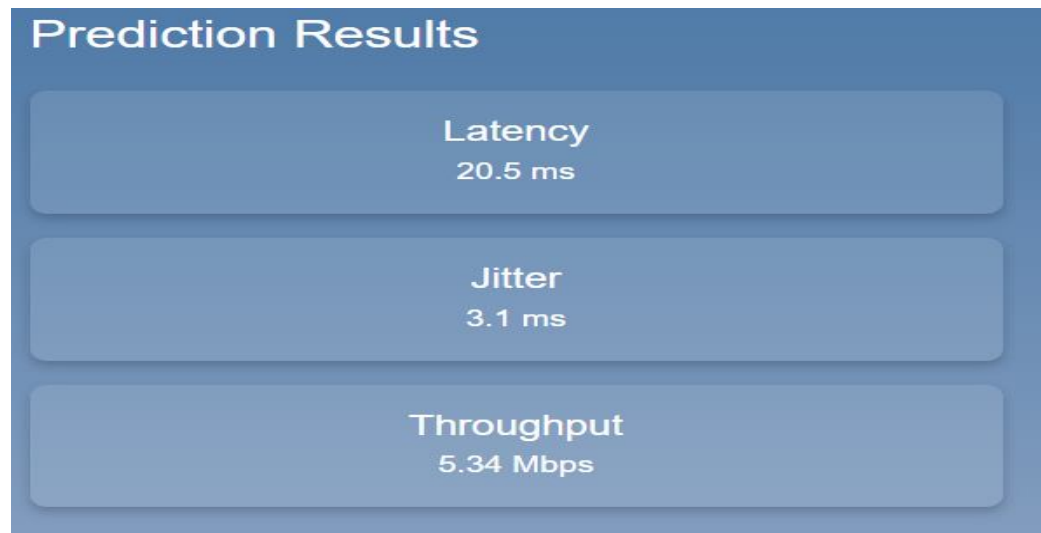 Prediction Results
Latency
20.5 ms
Jitter
3.1 ms
Throughput
5.34 Mbps